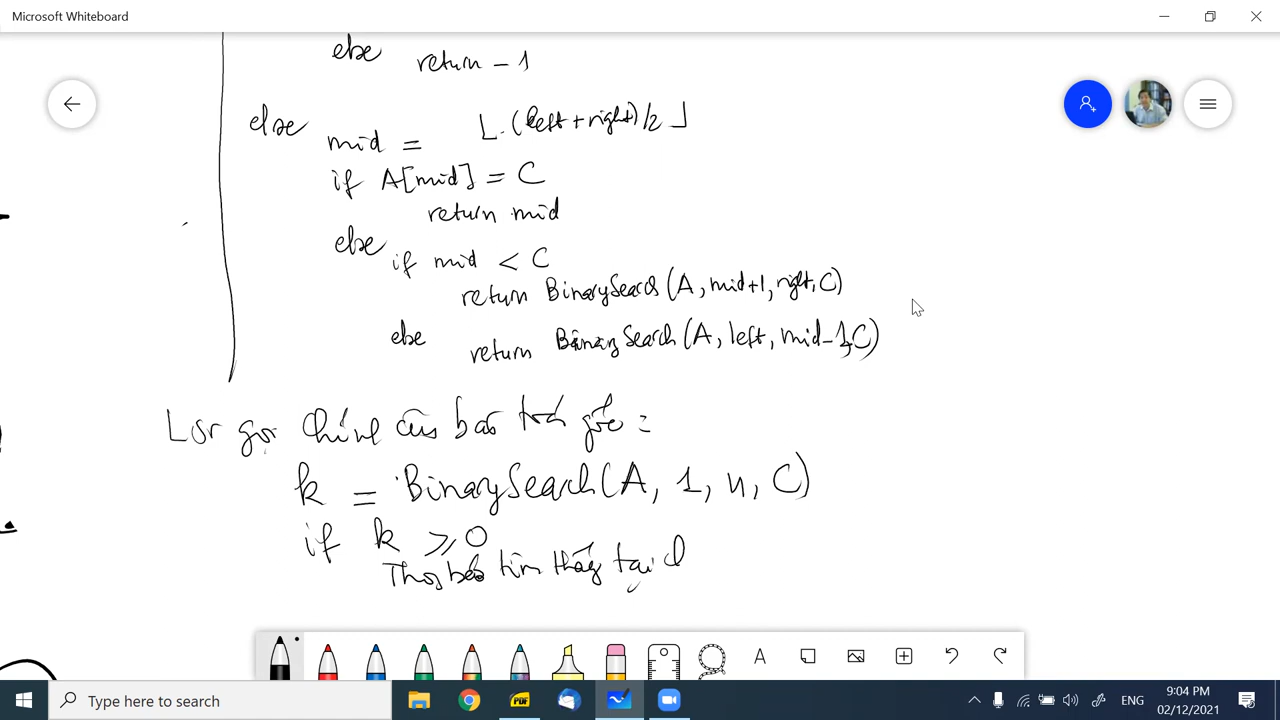 Microsoft Whiteboard
else return - 1
else mid = ⌊(left + right)/2⌋
if A[mid] = C
return mid
else if mid < C
return BinarySearch(A, mid+1, right, C)
else return BinarySearch(A, left, mid-1, C)
Lời gọi chính của bài
k = BinarySearch(A, 1, n, C)
if k ⩾ 0
Thông báo tìm thấy tại
Type here to search
PDF
ENG
9:04 PM
02/12/2021